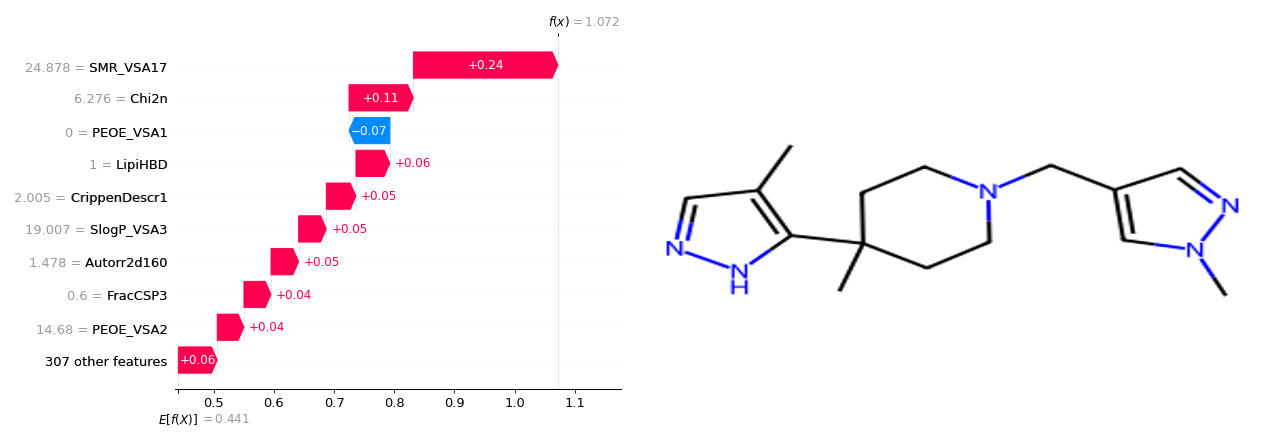 f(x) = 1.072
24.878 = SMR_VSA17
+0.24
6.276 = Chi2n
+0.11
0 = PEOE_VSA1
−0.07
1 = LipiHBD
+0.06
2.005 = CrippenDescr1
+0.05
19.007 = SlogP_VSA3
+0.05
1.478 = Autorr2d160
+0.05
0.6 = FracCSP3
+0.04
14.68 = PEOE_VSA2
+0.04
307 other features
+0.06
0.5 0.6 0.7 0.8 0.9 1.0 1.1
E[f(X)] = 0.441
N
N
H
N
N
N